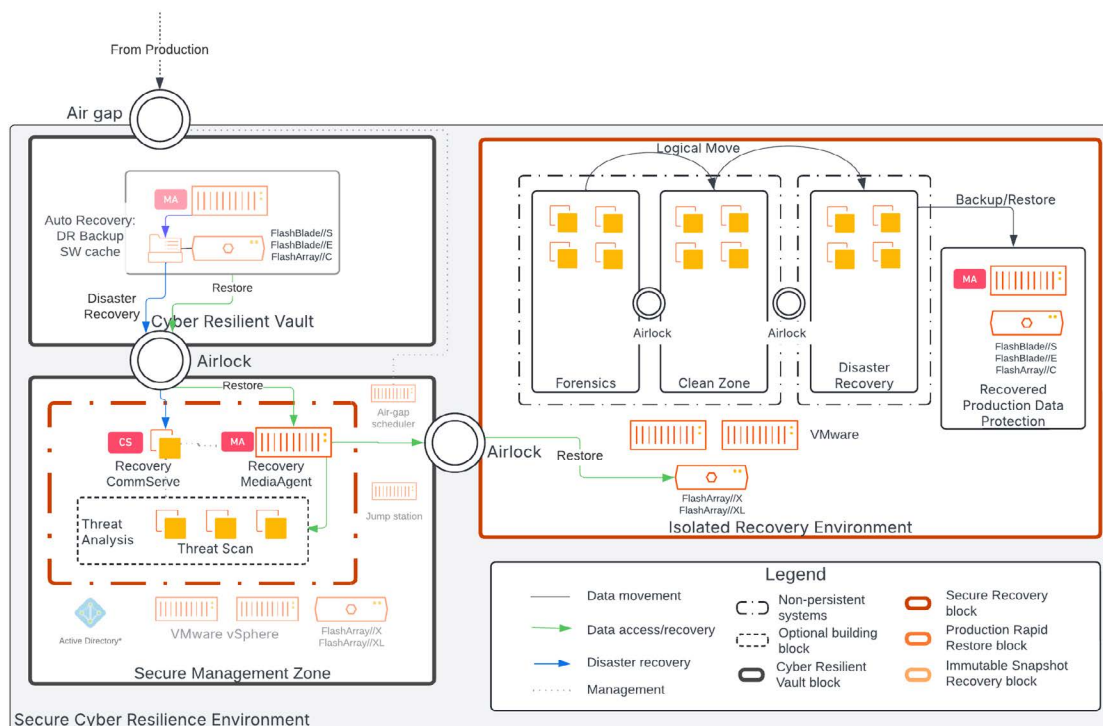 From Production
Air gap
MA
Auto Recovery:
DR Backup
SW cache
FlashBlade//S
FlashBlade//E
FlashArray//C
Disaster
Recovery
Restore
Cyber Resilient Vault
Airlock
Restore
Air-gap
scheduler
CS
MA
Recovery
CommServe
Recovery
MediaAgent
Jump station
Threat
Analysis
Threat Scan
Active Directory*
VMware vSphere
FlashArray//X
FlashArray//XL
Secure Management Zone
Secure Cyber Resilience Environment
Airlock
Logical Move
Forensics
Airlock
Clean Zone
Airlock
Disaster
Recovery
Backup/Restore
MA
FlashBlade//S
FlashBlade//E
FlashArray//C
Recovered
Production Data
Protection
VMware
Restore
FlashArray//X
FlashArray//XL
Isolated Recovery Environment
Legend
Data movement
Data access/recovery
Disaster recovery
Management
Non-persistent
systems
Optional building
block
Cyber Resilient
Vault block
Secure Recovery
block
Production Rapid
Restore block
Immutable Snapshot
Recovery block